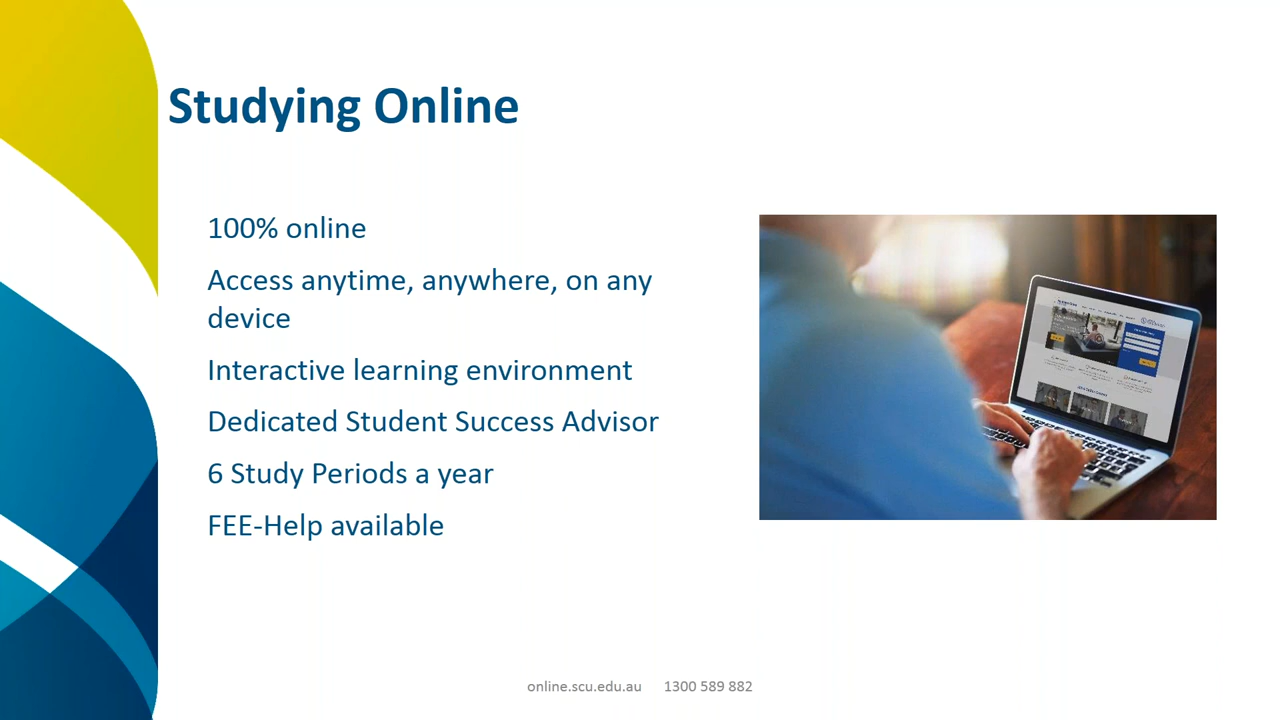 Studying Online
100% online
Access anytime, anywhere, on any
device
Interactive learning environment
Dedicated Student Success Advisor
6 Study Periods a year
FEE-Help available
online.scu.edu.au 1300 589 882